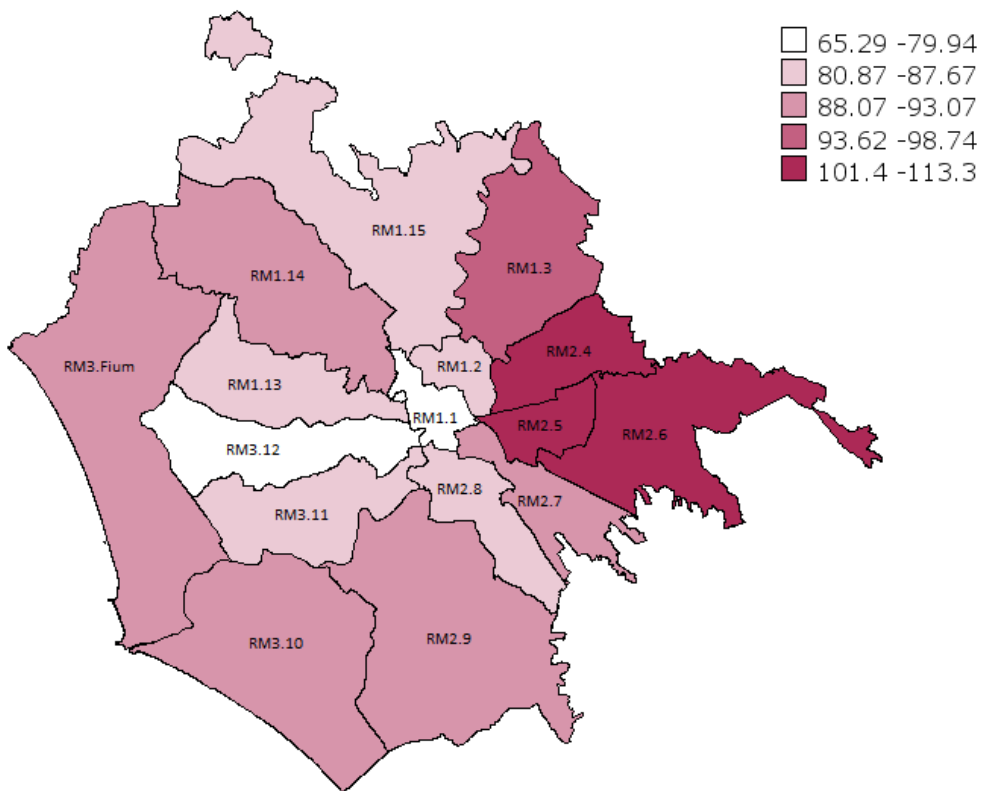 65.29 -79.94
80.87 -87.67
88.07 -93.07
93.62 -98.74
101.4 -113.3
RM1.15
RM1.3
RM1.14
RM2.4
RM3.Fium
RM1.2
RM1.13
RM1.1
RM2.5
RM2.6
RM3.12
RM2.8
RM2.7
RM3.11
RM2.9
RM3.10